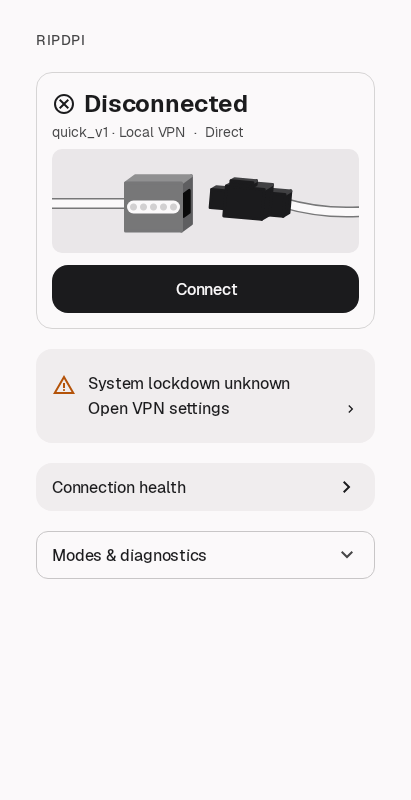 RIPDPI
Disconnected
quick_v1 · Local VPN · Direct
Connect
System lockdown unknown
Open VPN settings
Connection health
Modes & diagnostics